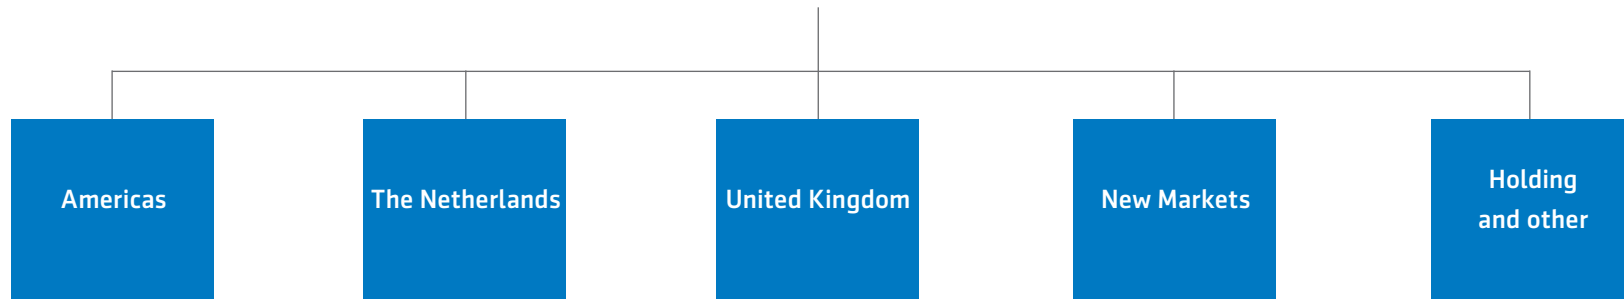 Americas
The Netherlands
United Kingdom
New Markets
Holding
and other